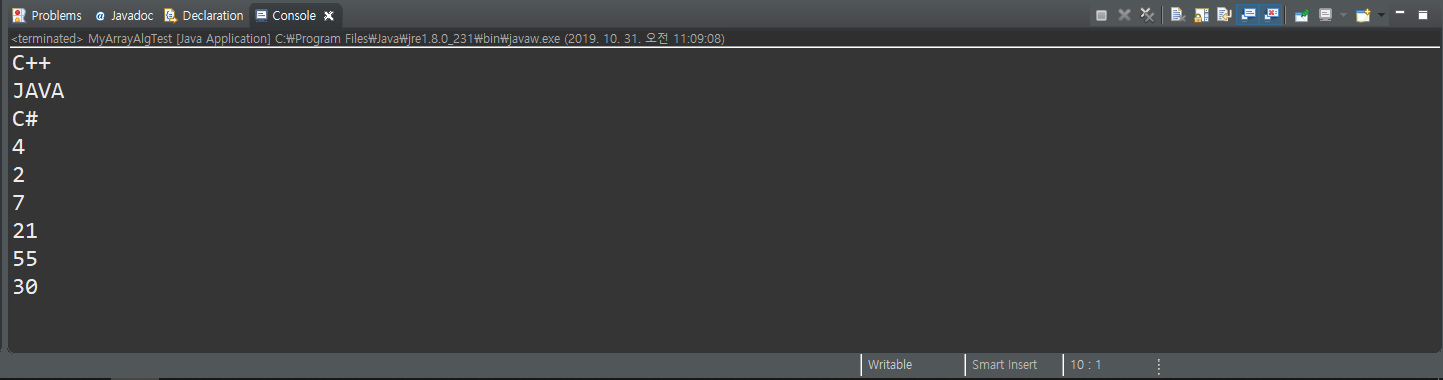 Problems @ Javadoc Declaration Console
<terminated> MyArrayAlgTest [Java Application] C:₩Program Files₩Java₩jre1.8.0_231₩bin₩javaw.exe (2019. 10. 31. 오전 11:09:08)
C++
JAVA
C#
4
2
7
21
55
30
Writable Smart Insert 10 : 1